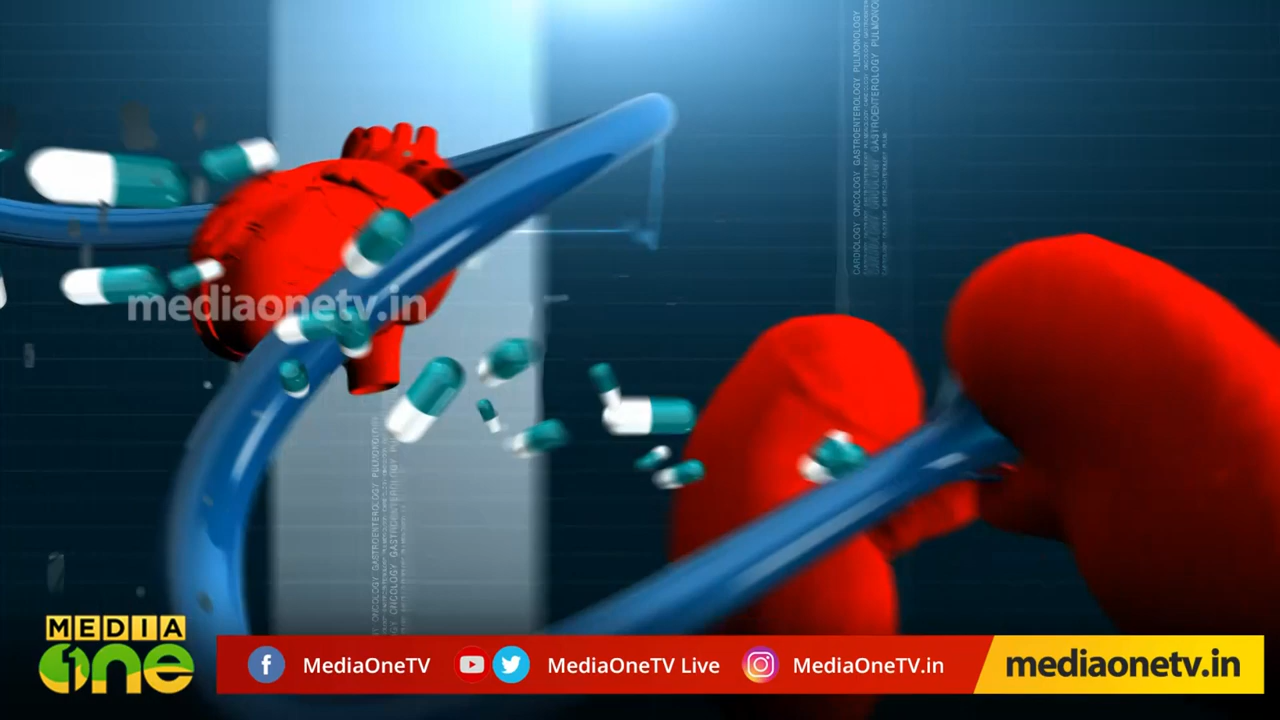 CARDIOLOGY ONCOLOGY GASTROENTEROLOGY PULMONOLOGY
mediaonetv.in
ONCOLOGY GASTROENTEROLOGY PULMONOLOGY
MEDIA
one
MediaOneTV
MediaOneTV Live
MediaOneTV.in
mediaonetv.in